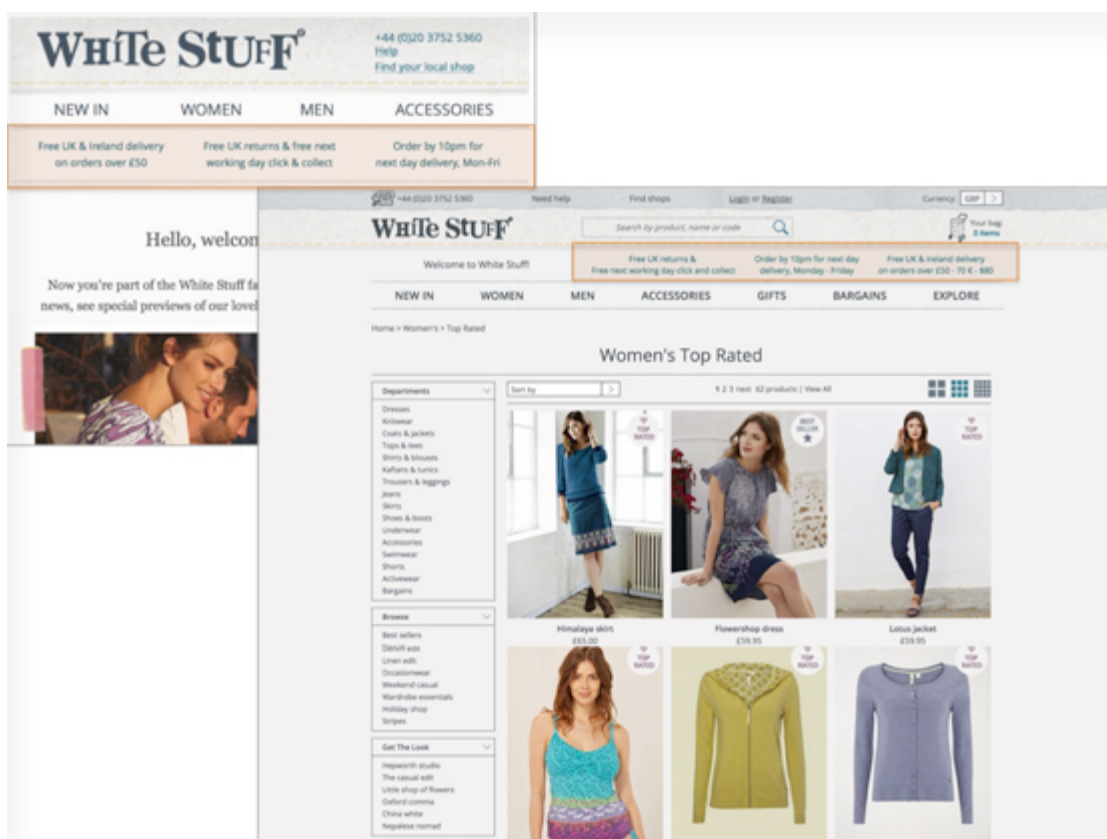 WHiTe StUFF
+44 (0)20 3752 5360
Help
Find your local shop
NEW IN WOMEN MEN ACCESSORIES
Free UK & Ireland delivery
on orders over £50
Free UK returns & free next
working day click & collect
Order by 10pm for
next day delivery, Mon-Fri
Hello, welcom
Now you're part of the White Stuff fa
news, see special previews of our lovel
+44 (0)20 3752 5360 Need help Find shops Login or Register Currency: GBP >
WHiTe StUFF
Search by product, name or code
Your bag:
0 items
Welcome to White Stuff!
Free UK returns &
Free next working day click and collect
Order by 10pm for next day
delivery, Monday - Friday
Free UK & Ireland delivery
on orders over £50 - 70 € - $80
NEW IN WOMEN MEN ACCESSORIES GIFTS BARGAINS EXPLORE
Home > Women's > Top Rated
Women's Top Rated
Departments
Dresses
Knitwear
Coats & jackets
Tops & tees
Shirts & blouses
Kaftans & tunics
Trousers & leggings
Jeans
Skirts
Shoes & boots
Underwear
Accessories
Swimwear
Shorts
Activewear
Bargains
Browse
Best sellers
Linen edit
Occasionwear
Weekend casual
Wardrobe essentials
Holiday shop
Stripes
Get The Look
Hepworth studio
The casual edit
Little shop of flowers
Oxford comma
China white
Nepalese nomad
Sort by >
1 2 3 next 62 products | View All
TOP
RATED
BEST
SELLER
TOP
RATED
Himalaya skirt
£65.00
Flowershop dress
£59.95
Lotus jacket
£59.95
TOP
RATED
TOP
RATED
TOP
RATED